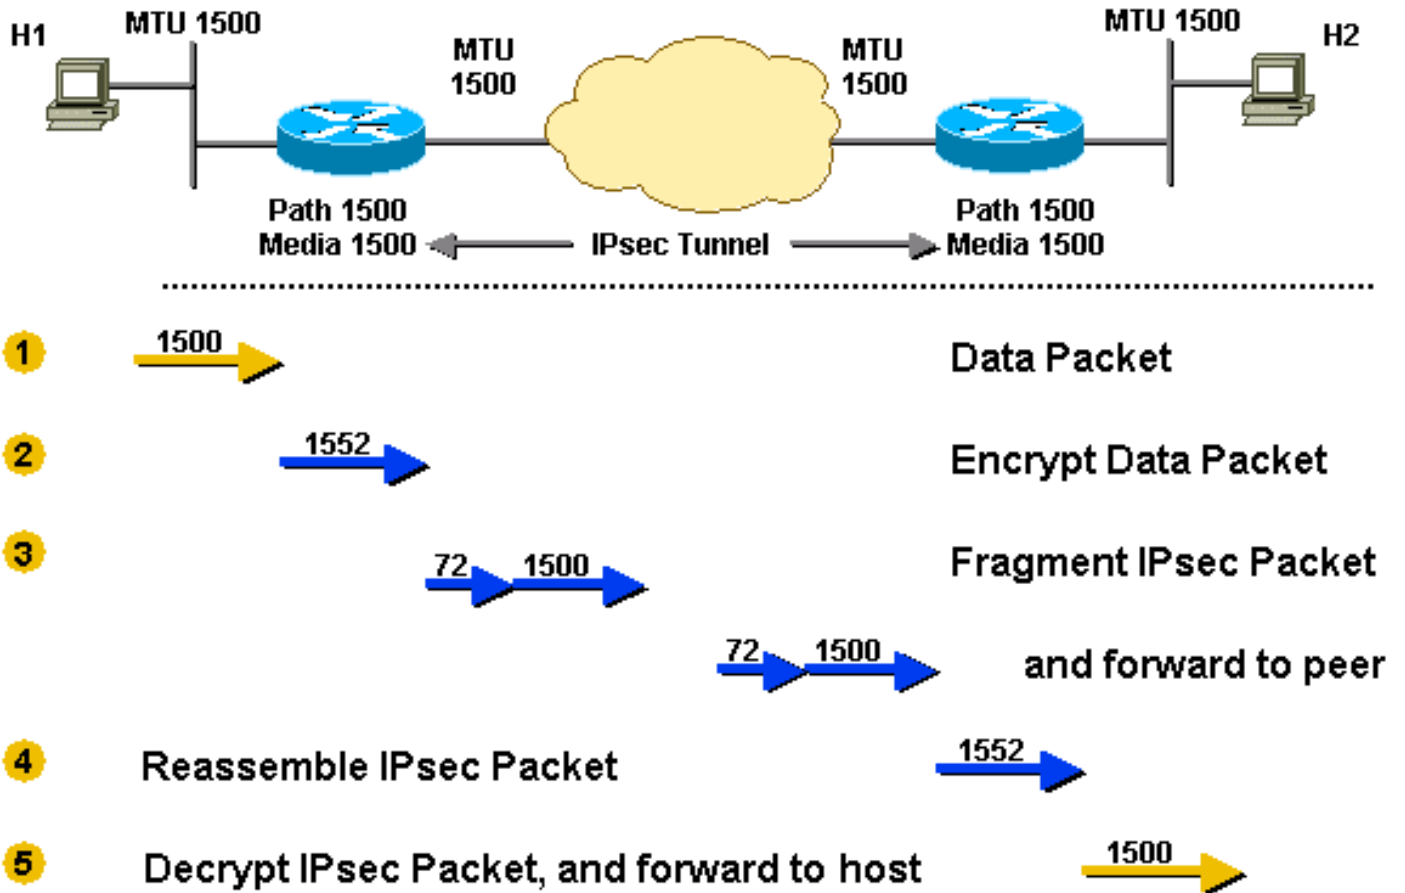 H1
MTU 1500
MTU
1500
MTU
1500
MTU 1500
H2
Path 1500
Media 1500
IPsec Tunnel
Path 1500
Media 1500
1
1500
Data Packet
2
1552
Encrypt Data Packet
3
72
1500
Fragment IPsec Packet
72
1500
and forward to peer
4
Reassemble IPsec Packet
1552
5
Decrypt IPsec Packet, and forward to host
1500